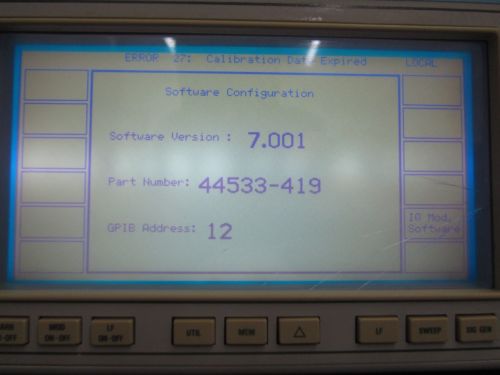 ERROR 27: Calibration Date Expired LOCAL
Software Configuration
Software Version : 7.001
Part Number: 44533-419
GPIB Address: 12
IQ Mod.
Software
MOD
ON-OFF
LF
ON-OFF
UTIL
MEM
LF
SWEEP
SIG GEN